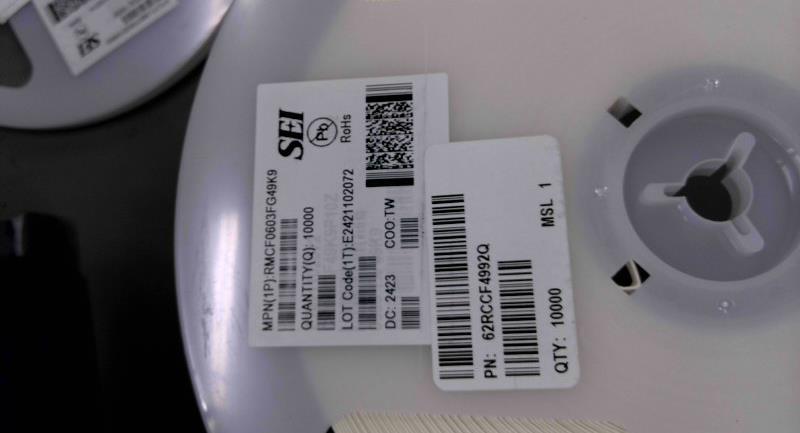 SEI
Pb
RoHs
MPN(1P):RMCF0603FG49K9
QUANTITY(Q): 10000
LOT Code(1T):E2421102072
DC: 2423 COO:TW
PN: 62RCCF4992Q
QTY: 10000 MSL 1
SEI